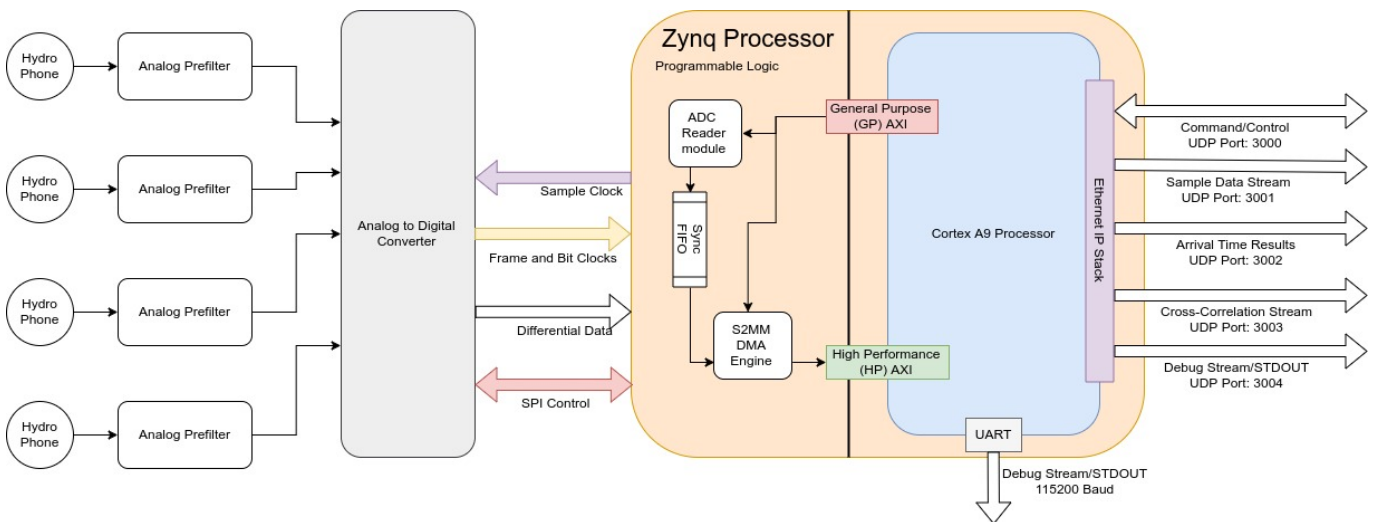 Hydro
Phone
Analog Prefilter
Hydro
Phone
Analog Prefilter
Hydro
Phone
Analog Prefilter
Hydro
Phone
Analog Prefilter
Analog to Digital
Converter
Sample Clock
Frame and Bit Clocks
Differential Data
SPI Control
Zynq Processor
Programmable Logic
ADC
Reader
module
Sync
FIFO
S2MM
DMA
Engine
General Purpose
(GP) AXI
High Performance
(HP) AXI
Cortex A9 Processor
Ethernet IP Stack
UART
Debug Stream/STDOUT
115200 Baud
Command/Control
UDP Port: 3000
Sample Data Stream
UDP Port: 3001
Arrival Time Results
UDP Port: 3002
Cross-Correlation Stream
UDP Port: 3003
Debug Stream/STDOUT
UDP Port: 3004